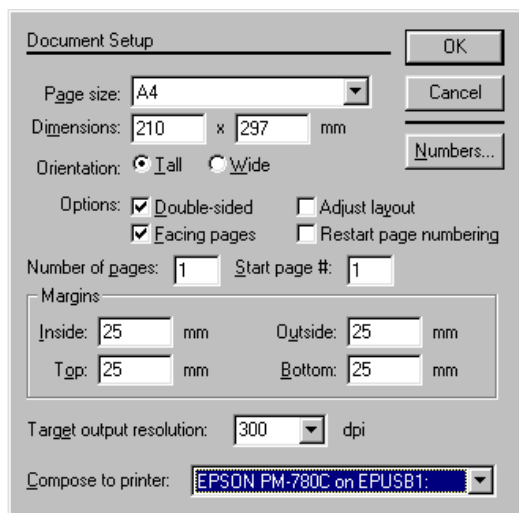 Document Setup
OK
Page size: A4
Cancel
Dimensions: 210 x 297 mm
Numbers...
Orientation: Tall Wide
Options: Double-sided Adjust layout
Facing pages Restart page numbering
Number of pages: 1 Start page #: 1
Margins
Inside: 25 mm Outside: 25 mm
Top: 25 mm Bottom: 25 mm
Target output resolution: 300 dpi
Compose to printer: EPSON PM-780C on EPUSB1: